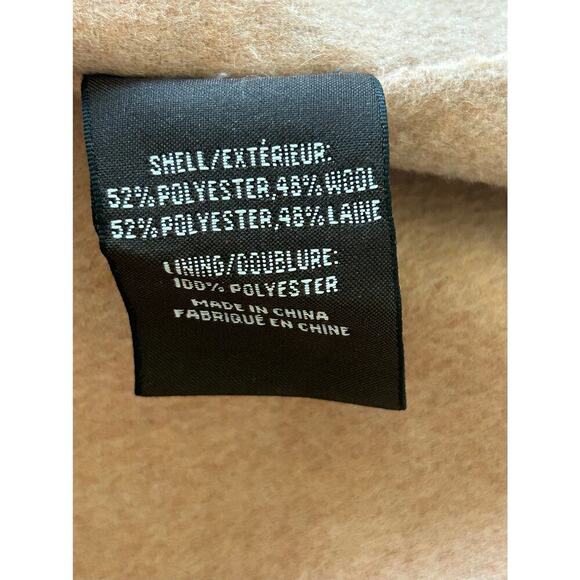 SHELL/EXTÉRIEUR:
52% POLYESTER,48% WOOL
52% POLYESTER,48% LAINE
LINING/DOUBLURE:
100% POLYESTER
MADE IN CHINA
FABRIQUÉ EN CHINE